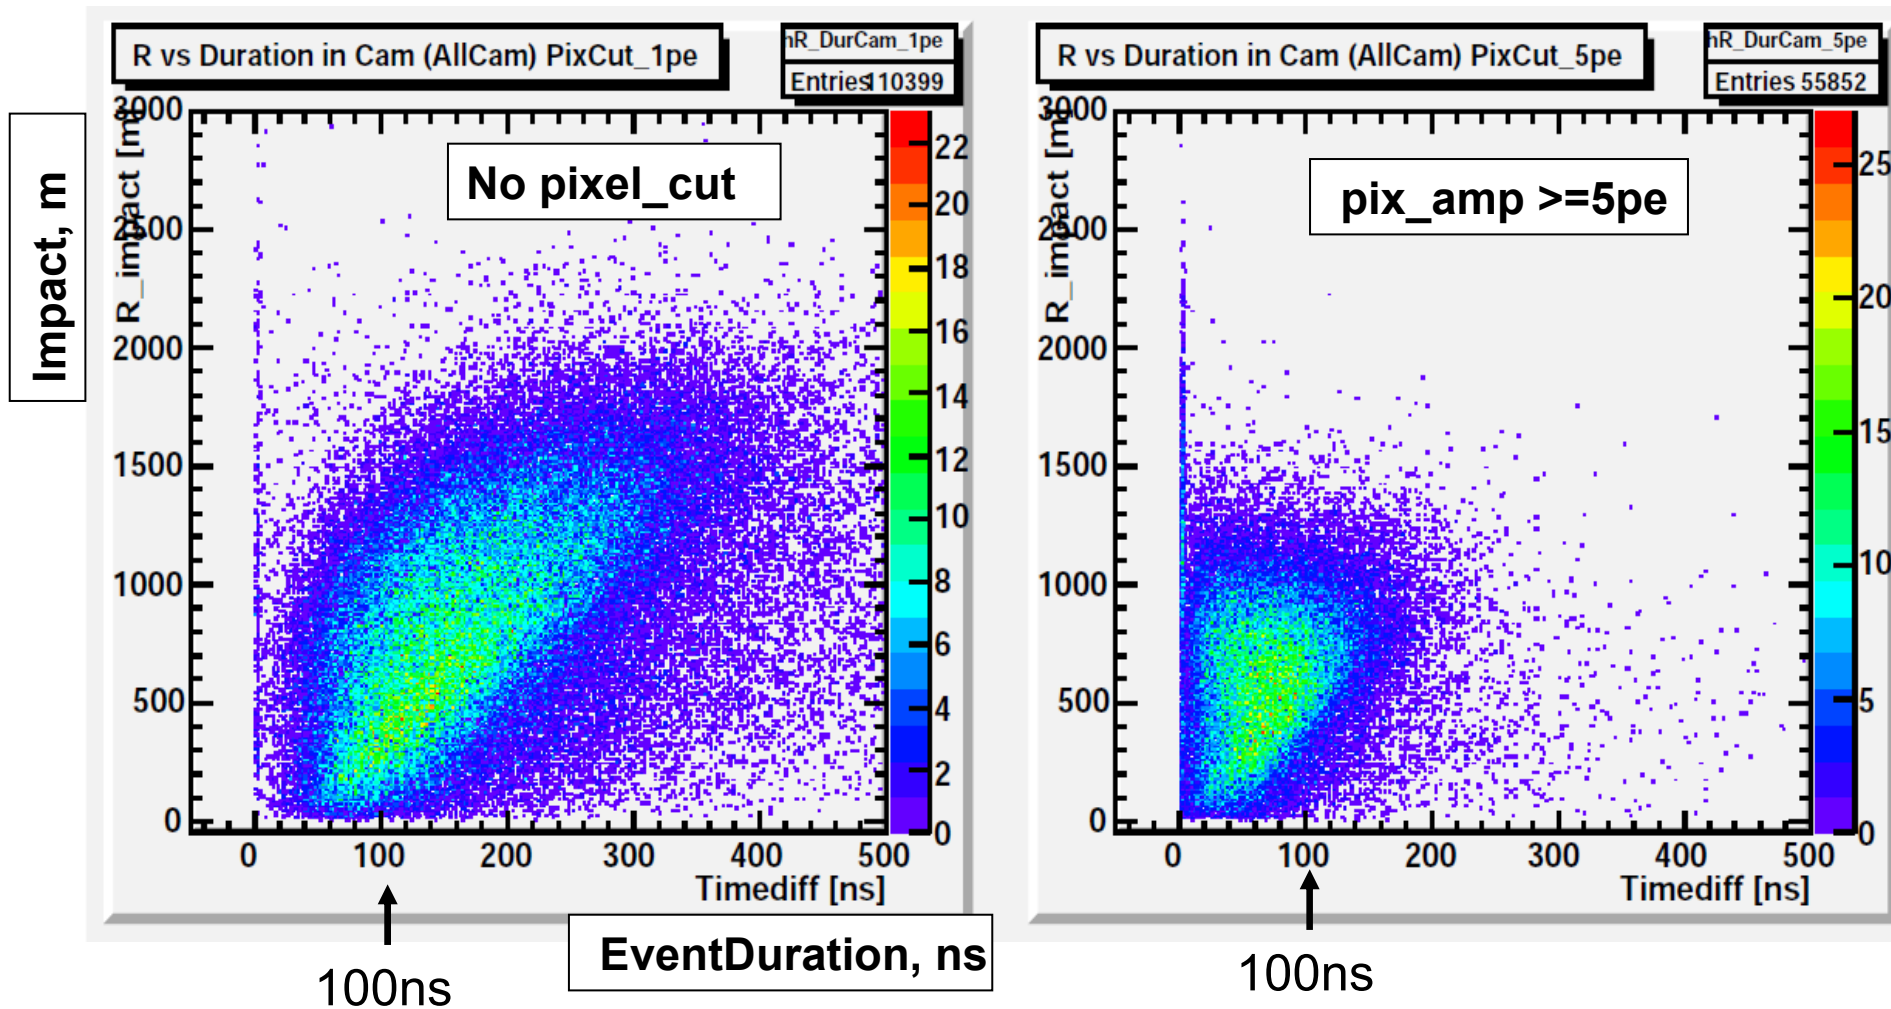 R vs Duration in Cam (AllCam) PixCut_1pe
hR_DurCam_1pe
Entries 110399
R_impact [m]
3000
2500
2000
1500
1000
500
0
No pixel_cut
22
20
18
16
14
12
10
8
6
4
2
0
0 100 200 300 400 500
Timediff [ns]
Impact, m
100ns
EventDuration, ns
R vs Duration in Cam (AllCam) PixCut_5pe
hR_DurCam_5pe
Entries 55852
R_impact [m]
3000
2500
2000
1500
1000
500
0
pix_amp >=5pe
25
20
15
10
5
0
0 100 200 300 400 500
Timediff [ns]
100ns